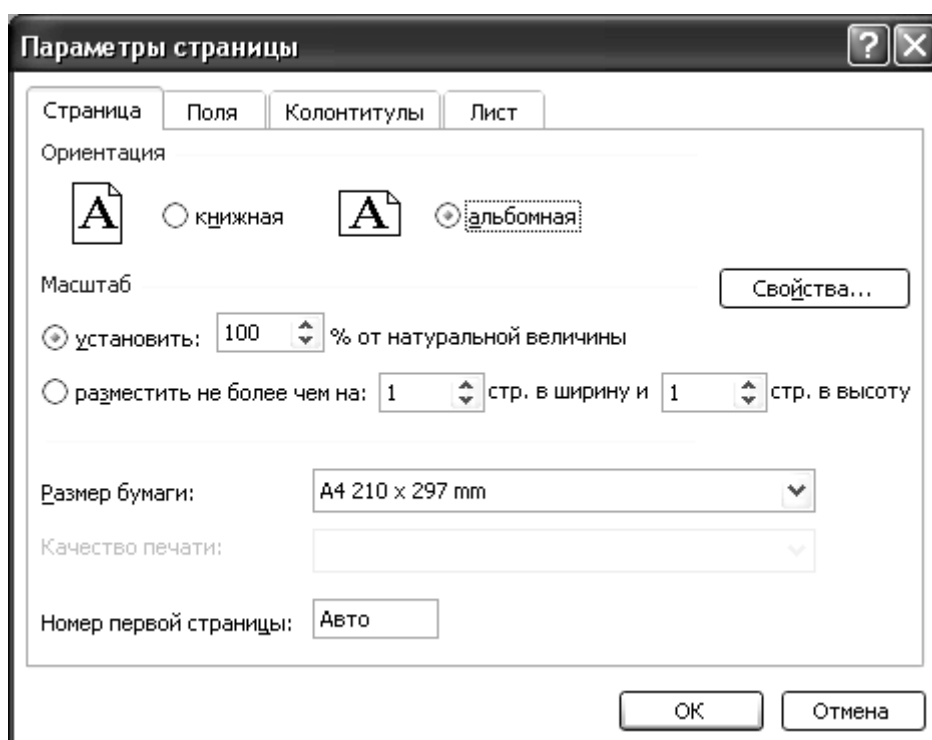 Параметры страницы
Страница Поля Колонтитулы Лист
Ориентация
A книжная A альбомная
Масштаб
Свойства...
установить: 100 % от натуральной величины
разместить не более чем на: 1 стр. в ширину и 1 стр. в высоту
Размер бумаги: A4 210 x 297 mm
Качество печати:
Номер первой страницы: Авто
ОК Отмена